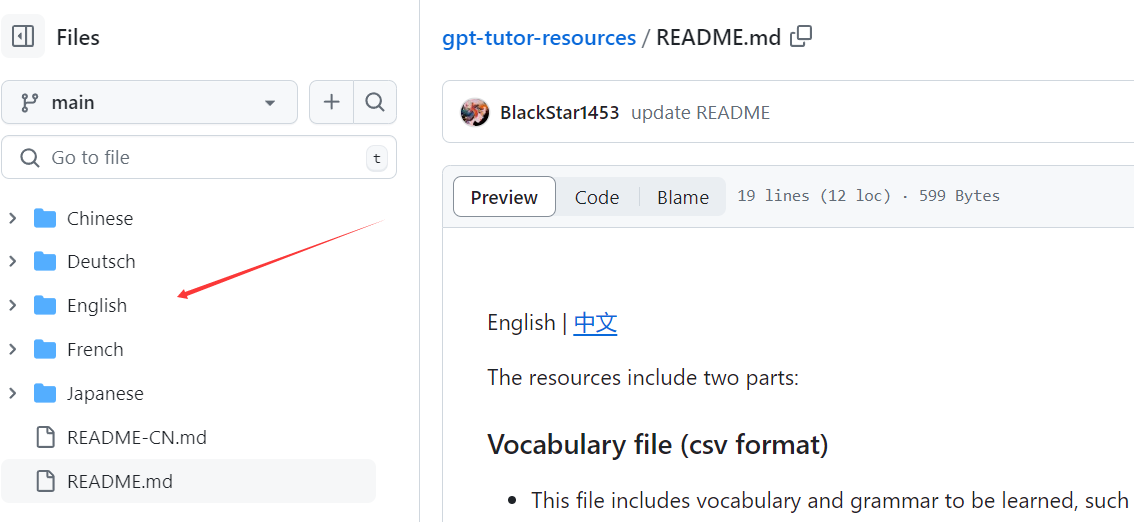 Files
main
Go to file
t
Chinese
Deutsch
English
French
Japanese
README-CN.md
README.md
gpt-tutor-resources / README.md
BlackStar1453 update README
Preview Code Blame 19 lines (12 loc) · 599 Bytes
English | 中文
The resources include two parts:
Vocabulary file (csv format)
• This file includes vocabulary and grammar to be learned, such